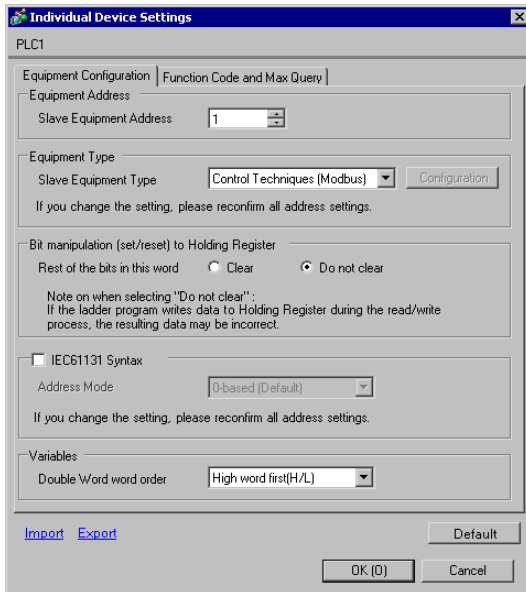 Individual Device Settings
PLC1
Equipment Configuration
Function Code and Max Query
Equipment Address
Slave Equipment Address
1
Equipment Type
Slave Equipment Type
Control Techniques (Modbus)
Configuration
If you change the setting, please reconfirm all address settings.
Bit manipulation (set/reset) to Holding Register
Rest of the bits in this word
Clear
Do not clear
Note on when selecting "Do not clear" :
If the ladder program writes data to Holding Register during the read/write
process, the resulting data may be incorrect.
IEC61131 Syntax
Address Mode
0-based (Default)
If you change the setting, please reconfirm all address settings.
Variables
Double Word word order
High word first(H/L)
Import
Export
Default
OK (O)
Cancel